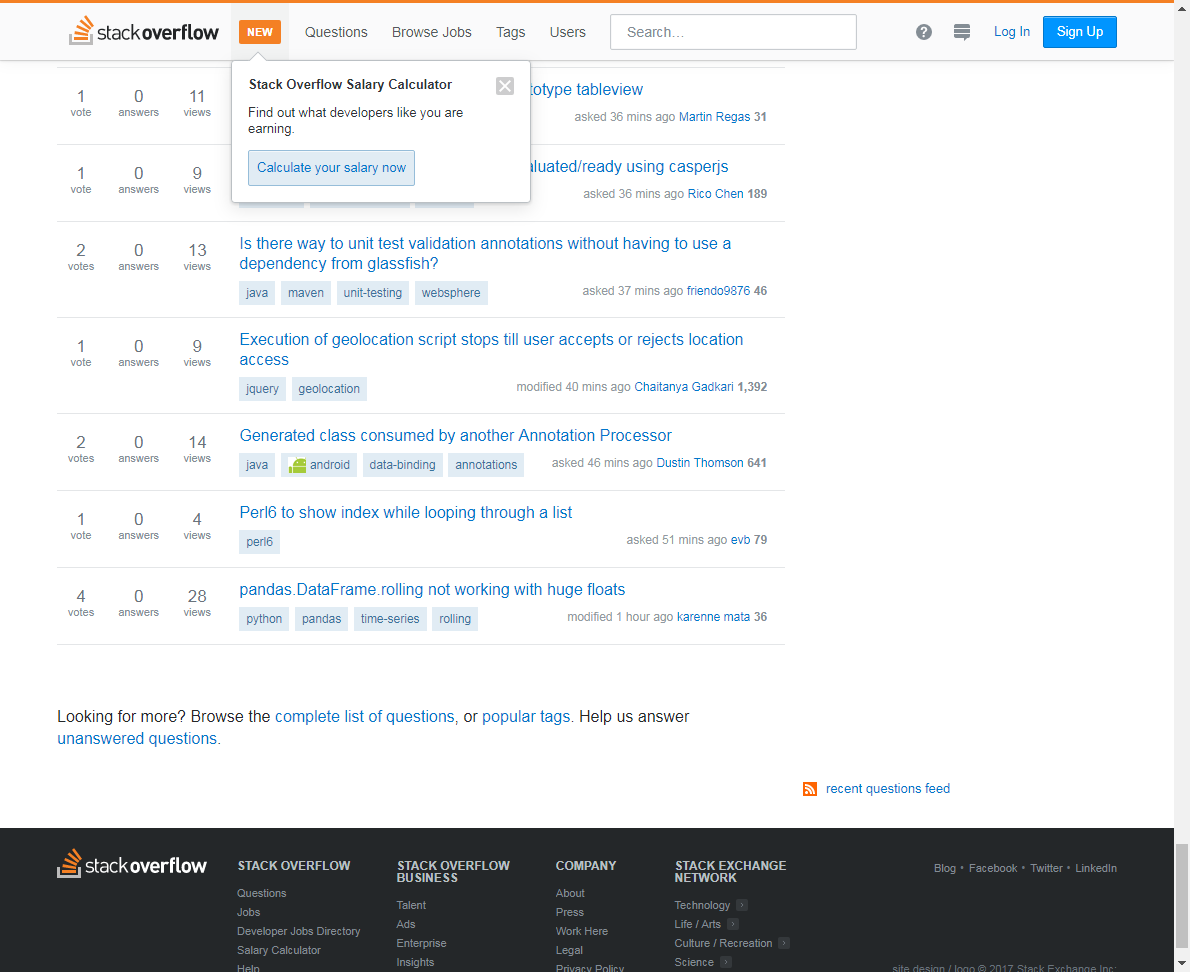 stack overflow NEW Questions Browse Jobs Tags Users Search... Log In Sign Up
Stack Overflow Salary Calculator
Find out what developers like you are
earning.
Calculate your salary now
1 0 11 totype tableview
vote answers views asked 36 mins ago Martin Regas 31
1 0 9 aluated/ready using casperjs
vote answers views asked 36 mins ago Rico Chen 189
2 0 13 Is there way to unit test validation annotations without having to use a
votes answers views dependency from glassfish?
java maven unit-testing websphere asked 37 mins ago friendo9876 46
1 0 9 Execution of geolocation script stops till user accepts or rejects location
vote answers views access
jquery geolocation modified 40 mins ago Chaitanya Gadkari 1,392
2 0 14 Generated class consumed by another Annotation Processor
votes answers views java android data-binding annotations asked 46 mins ago Dustin Thomson 641
1 0 4 Perl6 to show index while looping through a list
vote answers views perl6 asked 51 mins ago evb 79
4 0 28 pandas.DataFrame.rolling not working with huge floats
votes answers views python pandas time-series rolling modified 1 hour ago karenne mata 36
Looking for more? Browse the complete list of questions, or popular tags. Help us answer
unanswered questions.
recent questions feed
stack overflow
STACK OVERFLOW
Questions
Jobs
Developer Jobs Directory
Salary Calculator
Help
STACK OVERFLOW
BUSINESS
Talent
Ads
Enterprise
Insights
COMPANY
About
Press
Work Here
Legal
Privacy Policy
STACK EXCHANGE
NETWORK
Technology
Life / Arts
Culture / Recreation
Science
Blog • Facebook • Twitter • LinkedIn
site design / logo © 2017 Stack Exchange Inc;